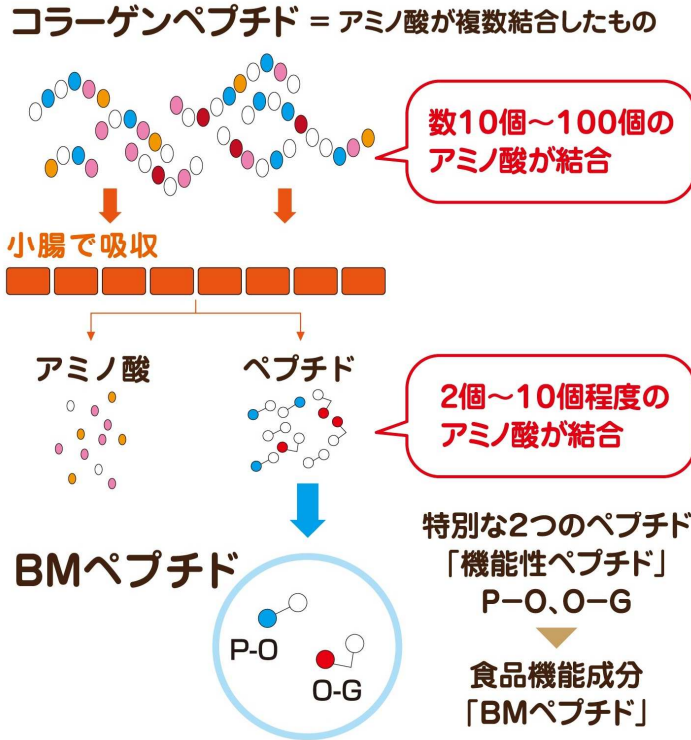 コラーゲンペプチド = アミノ酸が複数結合したもの
数10個～100個の
アミノ酸が結合
小腸で吸収
アミノ酸
ペプチド
2個～10個程度の
アミノ酸が結合
BMペプチド
P-O
O-G
特別な2つのペプチド
「機能性ペプチド」
P－O、O－G
食品機能成分
「BMペプチド」